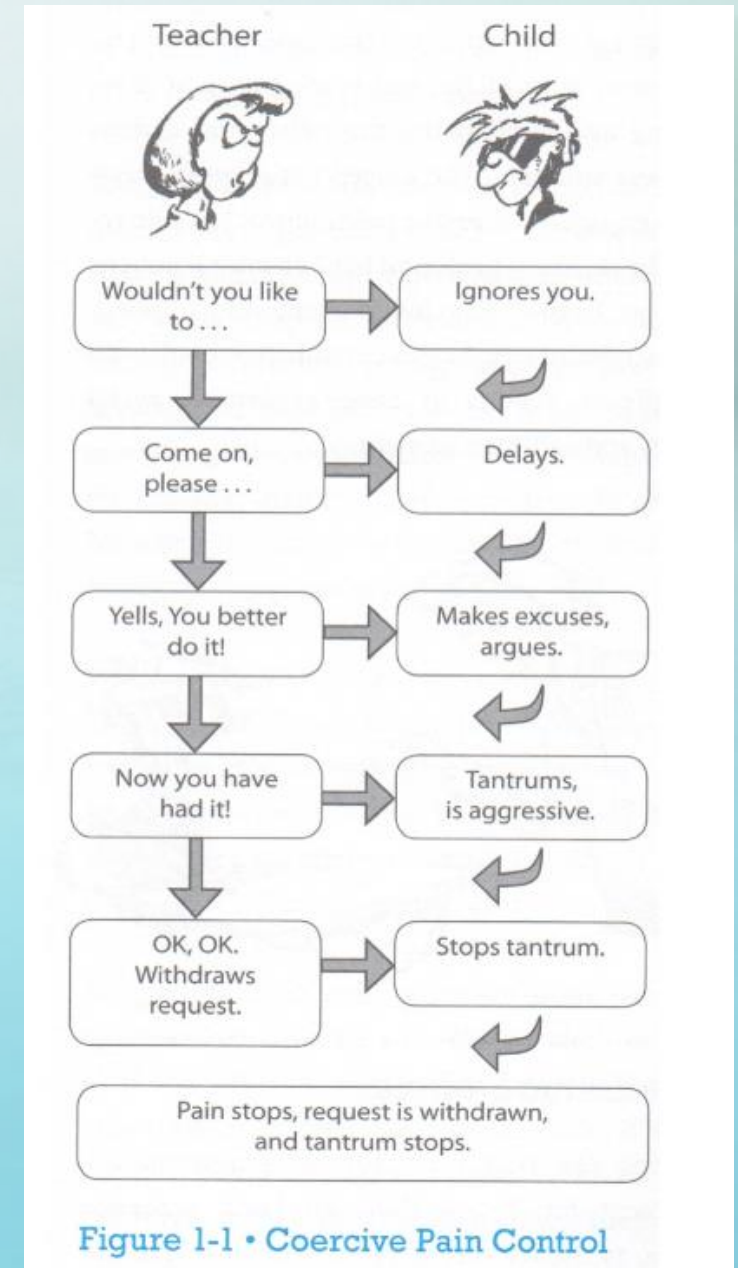 Teacher
Child
Wouldn't you like
to . . .
Ignores you.
Come on,
please . . .
Delays.
Yells, You better
do it!
Makes excuses,
argues.
Now you have
had it!
Tantrums,
is aggressive.
OK, OK.
Withdraws
request.
Stops tantrum.
Pain stops, request is withdrawn,
and tantrum stops.
Figure 1-1 • Coercive Pain Control